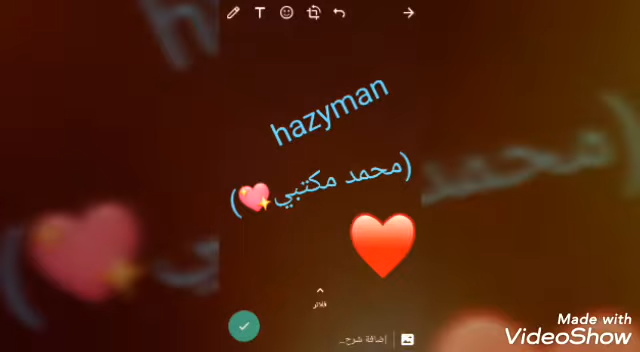 hazyman
(محمد مكتبي💖)
فلاتر
إضافة شرح...
Made with
VideoShow